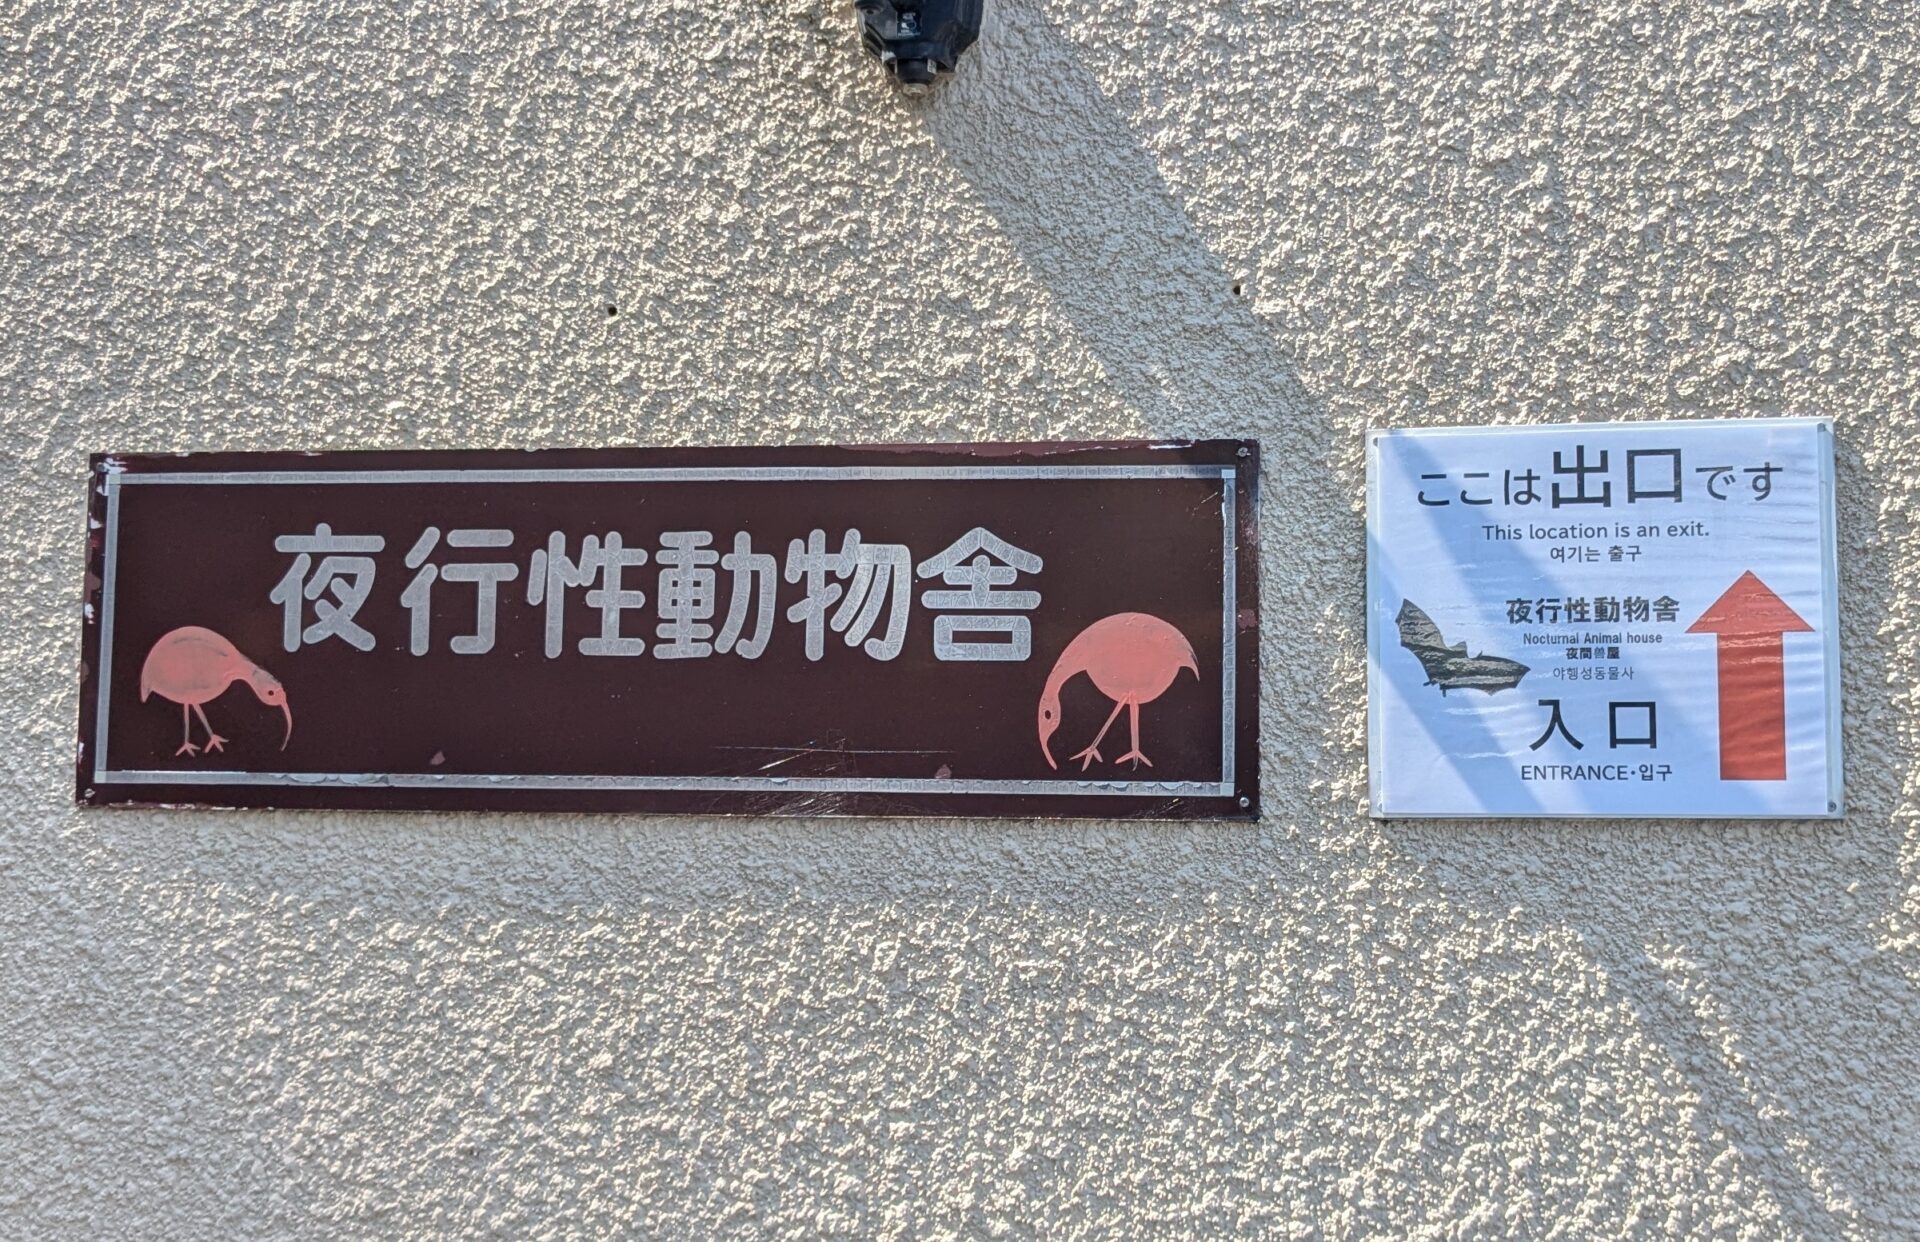 夜行性動物舎
ここは出口です
This location is an exit.
여기는 출구
夜行性動物舎
Nocturnal Animal house
夜間兽屋
야행성동물사
入口
ENTRANCE・입구